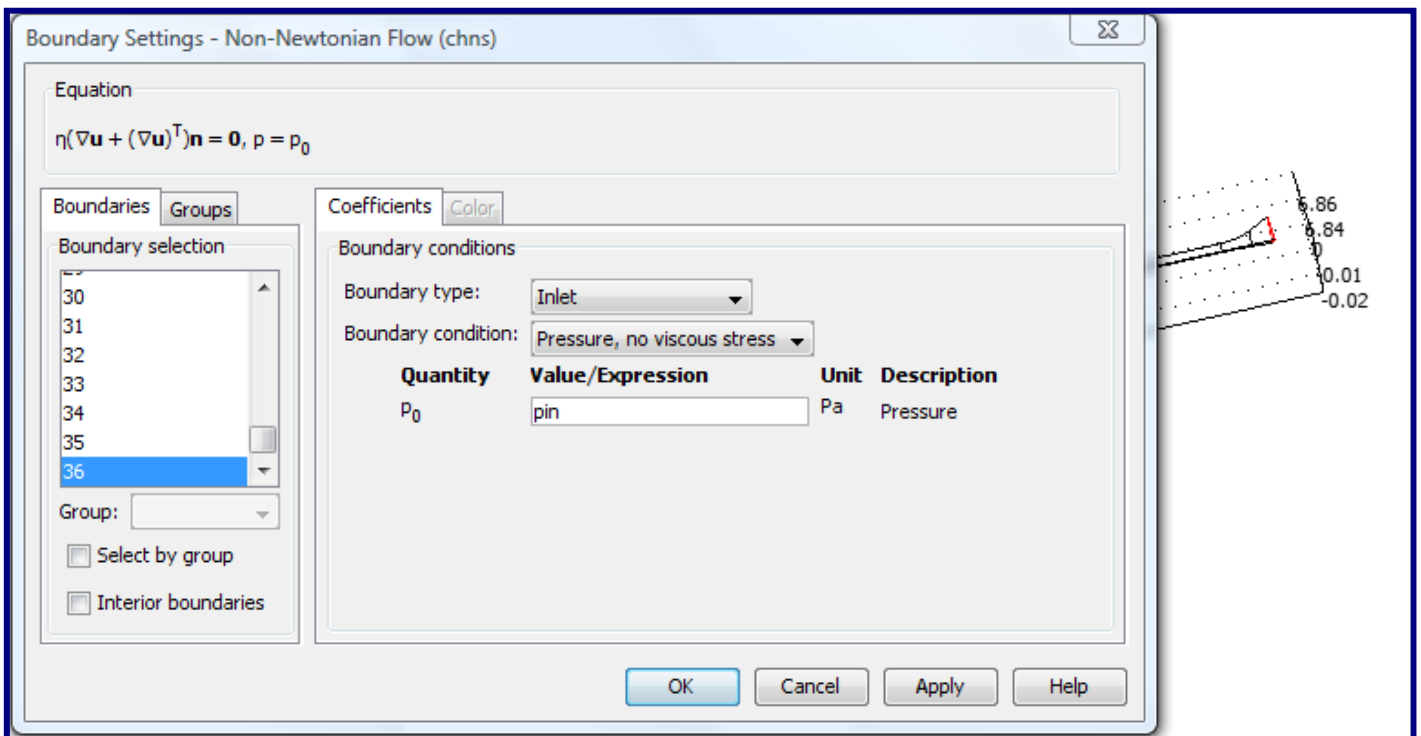 Boundary Settings - Non-Newtonian Flow (chns)
Equation
η(∇u + (∇u)ᵀ)n = 0, p = p₀
Boundaries Groups
Coefficients Color
Boundary selection
30
31
32
33
34
35
36
Group:
Select by group
Interior boundaries
Boundary conditions
Boundary type: Inlet
Boundary condition: Pressure, no viscous stress
Quantity Value/Expression Unit Description
p₀ pin Pa Pressure
OK Cancel Apply Help
6.86
6.84
0
-0.01
-0.02